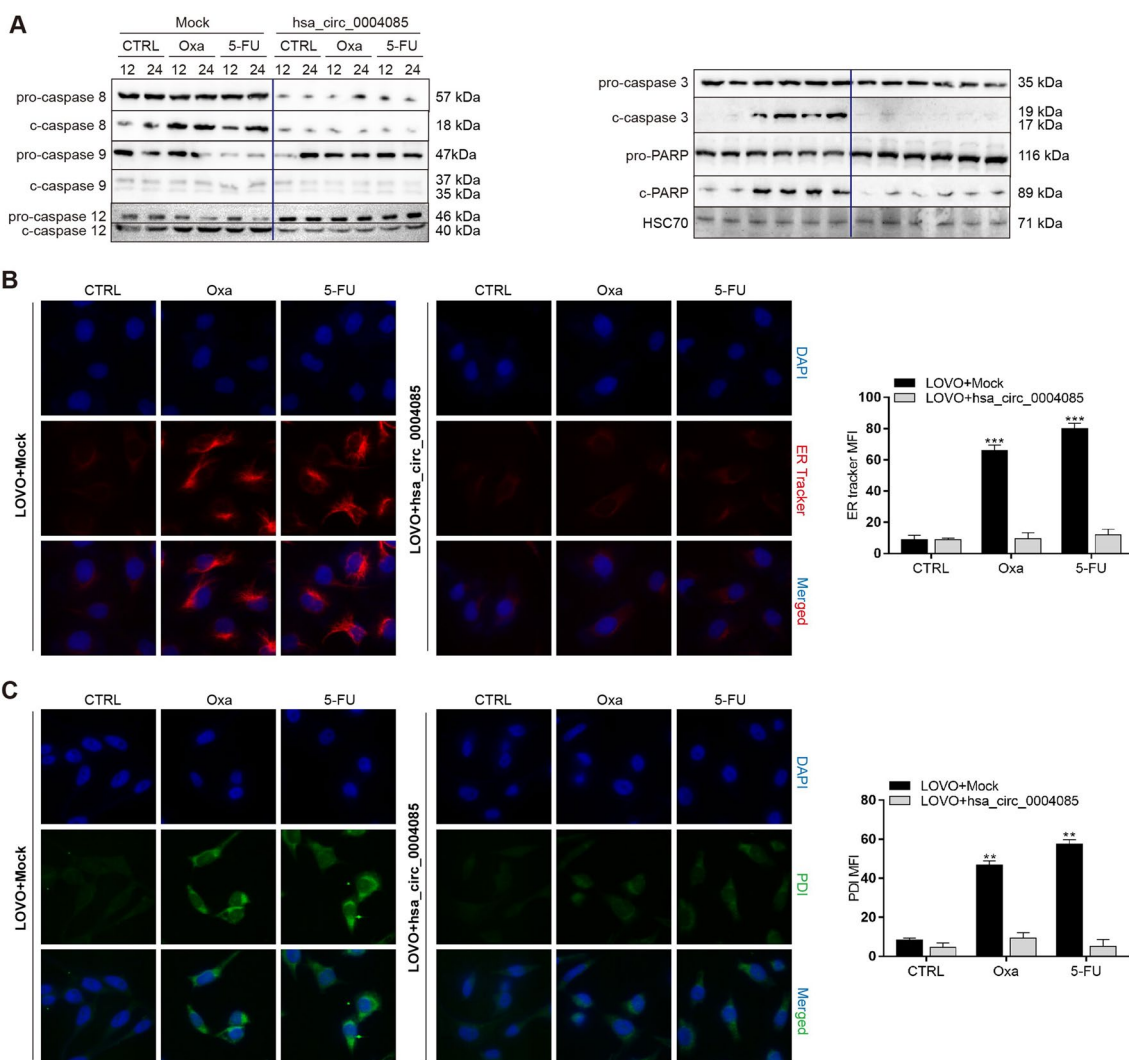 A
Mock hsa_circ_0004085
CTRL Oxa 5-FU CTRL Oxa 5-FU
12 24 12 24 12 24 12 24 12 24 12 24
pro-caspase 8 57 kDa
c-caspase 8 18 kDa
pro-caspase 9 47kDa
c-caspase 9 37 kDa
35 kDa
pro-caspase 12 46 kDa
c-caspase 12 40 kDa
pro-caspase 3 35 kDa
c-caspase 3 19 kDa
17 kDa
pro-PARP 116 kDa
c-PARP 89 kDa
HSC70 71 kDa
B
CTRL Oxa 5-FU CTRL Oxa 5-FU
LOVO+Mock
LOVO+hsa_circ_0004085
DAPI
ER Tracker
Merged
LOVO+Mock
LOVO+hsa_circ_0004085
ER tracker MFI
100
80
60
40
20
0
***
***
CTRL Oxa 5-FU
C
CTRL Oxa 5-FU CTRL Oxa 5-FU
LOVO+Mock
LOVO+hsa_circ_0004085
DAPI
PDI
Merged
LOVO+Mock
LOVO+hsa_circ_0004085
PDI MFI
80
60
40
20
0
**
**
CTRL Oxa 5-FU